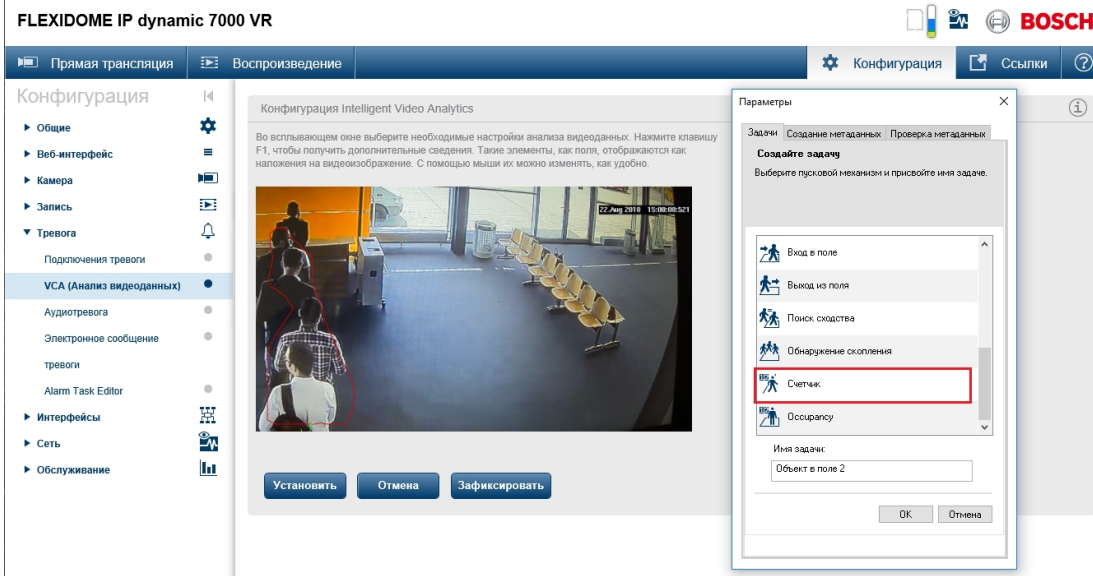 FLEXIDOME IP dynamic 7000 VR
BOSCH
Прямая трансляция
Воспроизведение
Конфигурация
Ссылки
Конфигурация
Общие
Веб-интерфейс
Камера
Запись
Тревога
Подключения тревоги
VCA (Анализ видеоданных)
Аудиотревога
Электронное сообщение
тревоги
Alarm Task Editor
Интерфейсы
Сеть
Обслуживание
Конфигурация Intelligent Video Analytics
Во всплывающем окне выберите необходимые настройки анализа видеоданных. Нажмите клавишу
F1, чтобы получить дополнительные сведения. Такие элементы, как поля, отображаются как
наложения на видеоизображение. С помощью мыши их можно изменять, как удобно.
22.Aug 2018 15:08:08:521
Установить
Отмена
Зафиксировать
Параметры
Задачи
Создание метаданных
Проверка метаданных
Создайте задачу
Выберите пусковой механизм и присвойте имя задаче.
Вход в поле
Выход из поля
Поиск сходства
Обнаружение скопления
Счетчик
Occupancy
Имя задачи:
Объект в поле 2
OK
Отмена